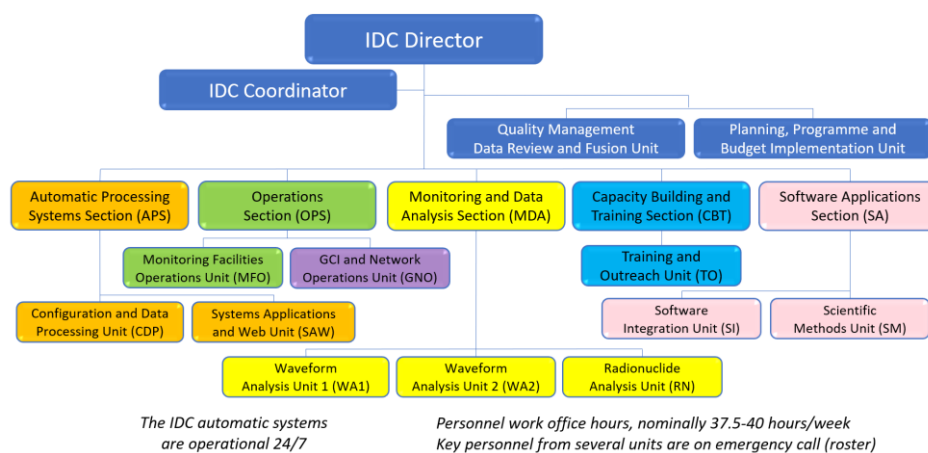 IDC Director
IDC Coordinator
Quality Management
Data Review and Fusion Unit
Planning, Programme and
Budget Implementation Unit
Automatic Processing
Systems Section (APS)
Operations
Section (OPS)
Monitoring and Data
Analysis Section (MDA)
Capacity Building and
Training Section (CBT)
Software Applications
Section (SA)
Monitoring Facilities
Operations Unit (MFO)
GCI and Network
Operations Unit (GNO)
Training and
Outreach Unit (TO)
Configuration and Data
Processing Unit (CDP)
Systems Applications
and Web Unit (SAW)
Software
Integration Unit (SI)
Scientific
Methods Unit (SM)
Waveform
Analysis Unit 1 (WA1)
Waveform
Analysis Unit 2 (WA2)
Radionuclide
Analysis Unit (RN)
The IDC automatic systems
are operational 24/7
Personnel work office hours, nominally 37.5-40 hours/week
Key personnel from several units are on emergency call (roster)